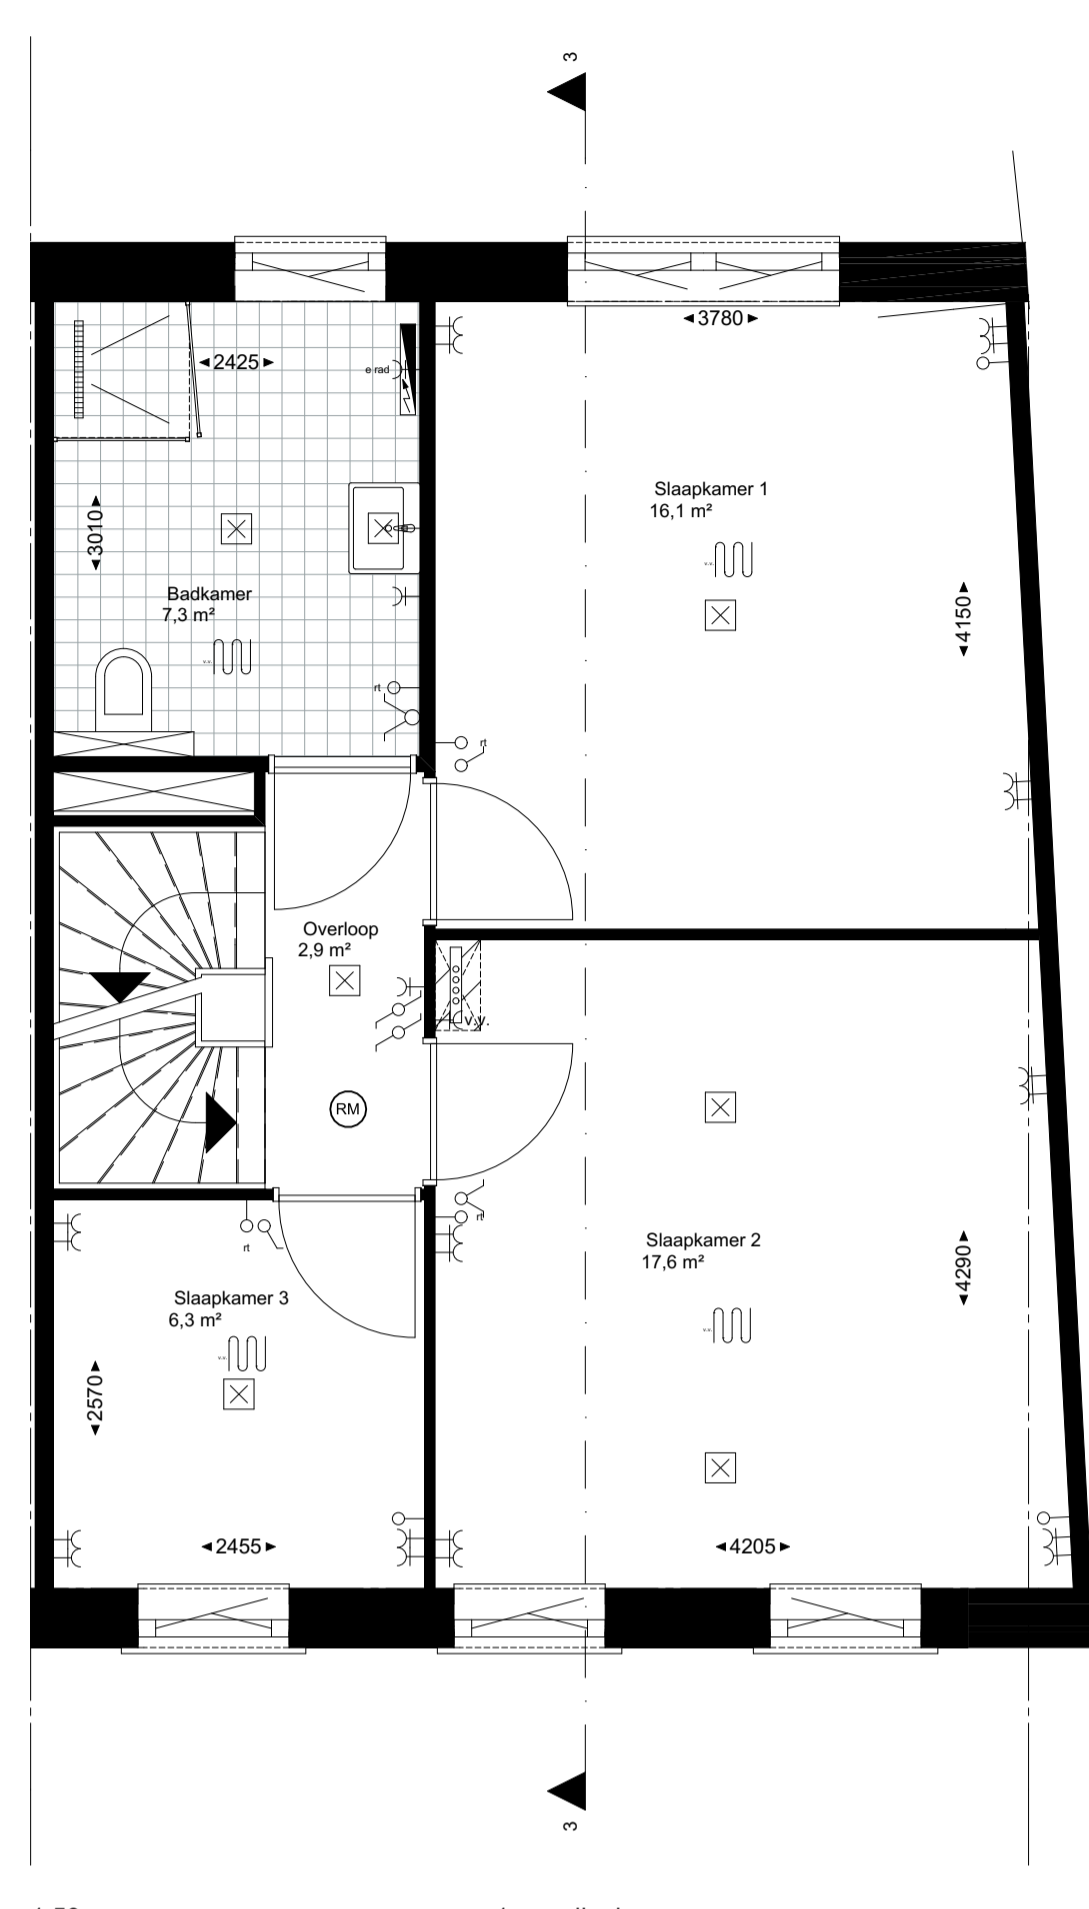 3
3780
2425
e rad
Slaapkamer 1
16,1 m²
3010
v.v.
Badkamer
7,3 m²
4150
v.v.
rt
rt
Overloop
2,9 m²
v.v.
RM
rt
Slaapkamer 2
17,6 m²
rt
4290
Slaapkamer 3
6,3 m²
v.v.
v.v.
2570
2455
4205
3